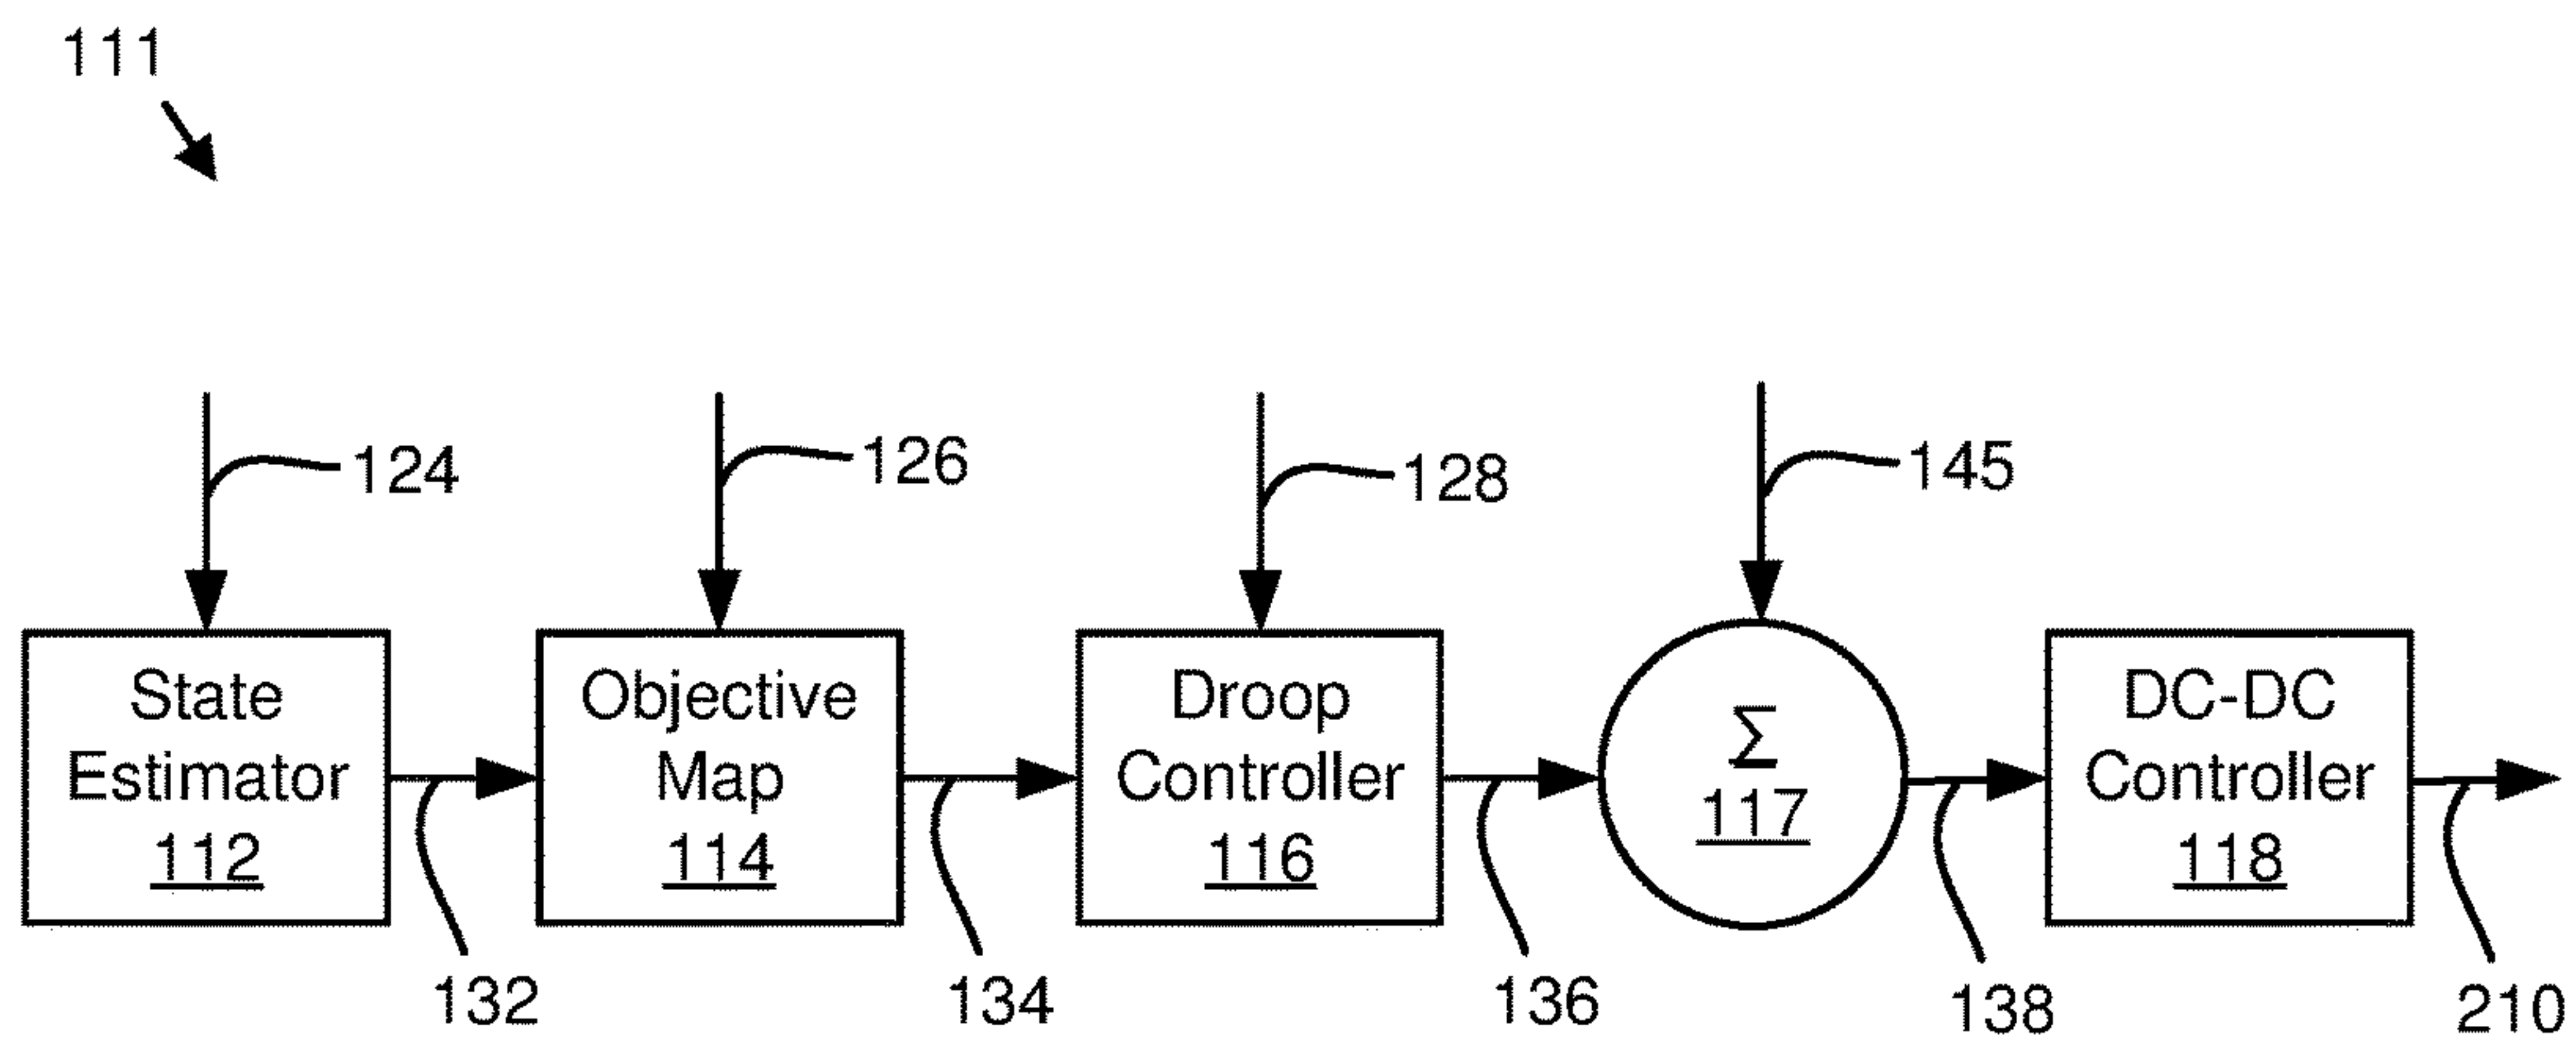 111
124
126
128
145
State
Estimator
112
Objective
Map
114
Droop
Controller
116
Σ
117
DC-DC
Controller
118
132
134
136
138
210